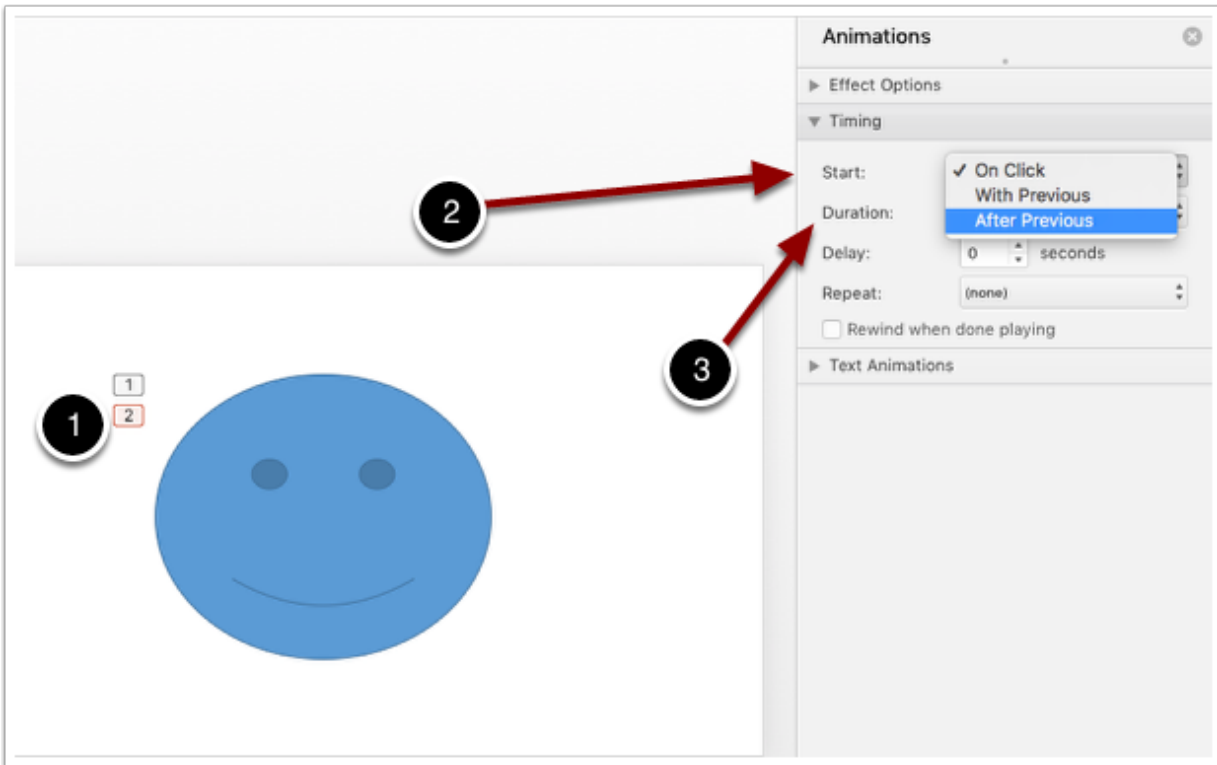 Animations
Effect Options
Timing
Start:
✓ On Click
With Previous
After Previous
Duration:
Delay: 0 seconds
Repeat: (none)
Rewind when done playing
Text Animations
2
3
1
1
2